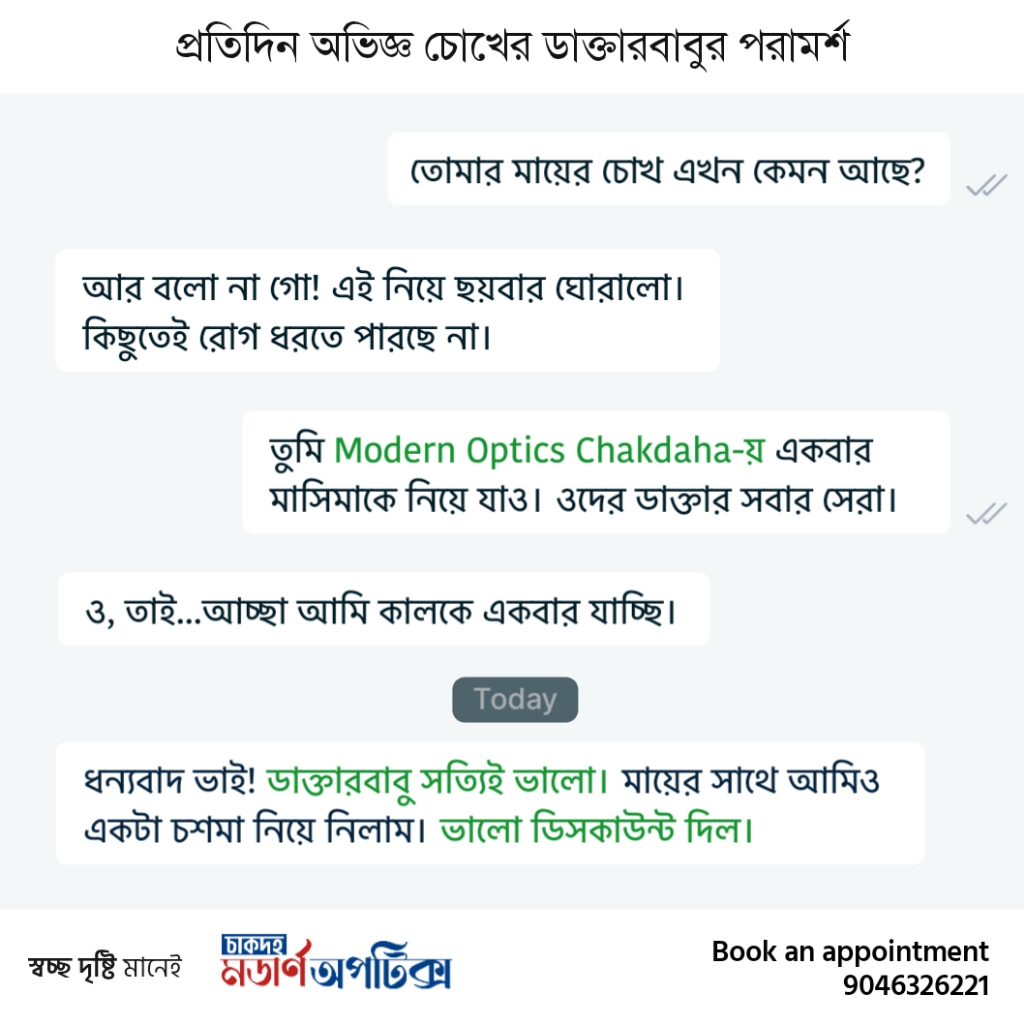 প্রতিদিন অভিজ্ঞ চোখের ডাক্তারবাবুর পরামর্শ
তোমার মায়ের চোখ এখন কেমন আছে?
আর বলো না গো! এই নিয়ে ছয়বার ঘোরালো।
কিছুতেই রোগ ধরতে পারছে না।
তুমি Modern Optics Chakdaha-য় একবার
মাসিমাকে নিয়ে যাও। ওদের ডাক্তার সবার সেরা।
ও, তাই...আচ্ছা আমি কালকে একবার যাচ্ছি।
Today
ধন্যবাদ ভাই! ডাক্তারবাবু সত্যিই ভালো। মায়ের সাথে আমিও
একটা চশমা নিয়ে নিলাম। ভালো ডিসকাউন্ট দিল।
স্বচ্ছ দৃষ্টি মানেই
চাকদহ
মডার্ণ অপটিক্স
Book an appointment
9046326221